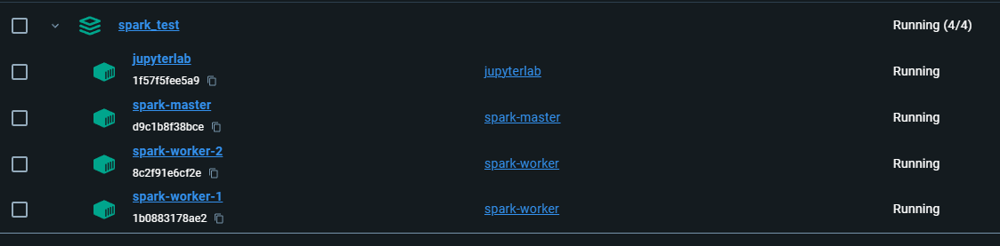 spark_test Running (4/4)
jupyterlab
1f57f5fee5a9 jupyterlab Running
spark-master
d9c1b8f38bce spark-master Running
spark-worker-2
8c2f91e6cf2e spark-worker Running
spark-worker-1
1b0883178ae2 spark-worker Running